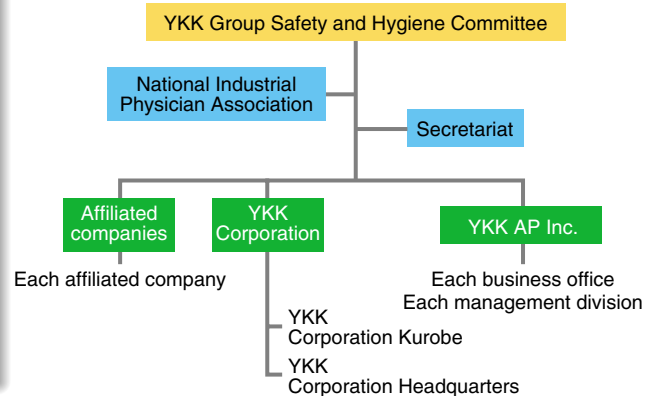 YKK Group Safety and Hygiene Committee
National Industrial
Physician Association
Secretariat
Affiliated
companies
YKK
Corporation
YKK AP Inc.
Each affiliated company
Each business office
Each management division
YKK
Corporation Kurobe
YKK
Corporation Headquarters